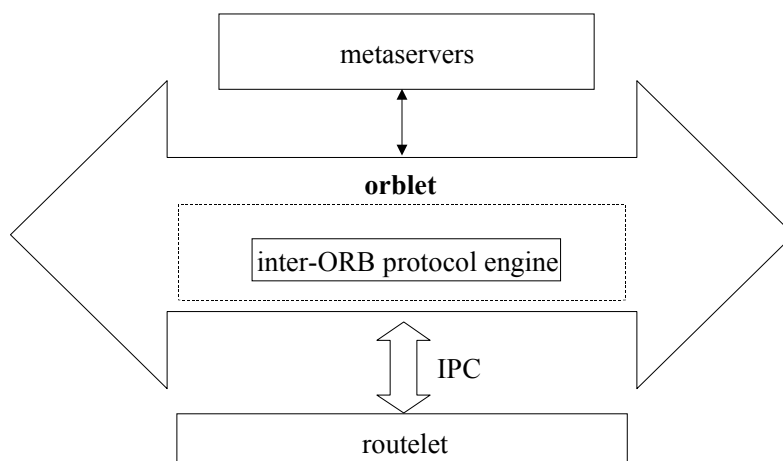 metaservers
orblet
inter-ORB protocol engine
IPC
routelet